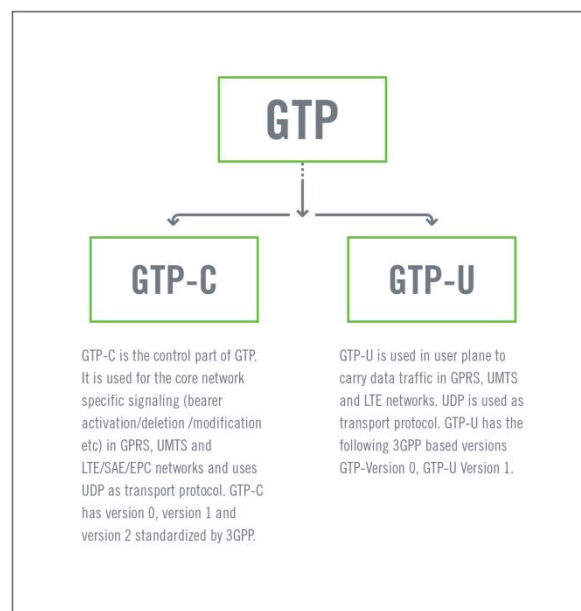 GTP
GTP-C
GTP-U
GTP-C is the control part of GTP.
It is used for the core network
specific signaling (bearer
activation/deletion /modification
etc) in GPRS, UMTS and
LTE/SAE/EPC networks and uses
UDP as transport protocol. GTP-C
has version 0, version 1 and
version 2 standardized by 3GPP.
GTP-U is used in user plane to
carry data traffic in GPRS, UMTS
and LTE networks. UDP is used as
transport protocol. GTP-U has the
following 3GPP based versions
GTP-Version 0, GTP-U Version 1.